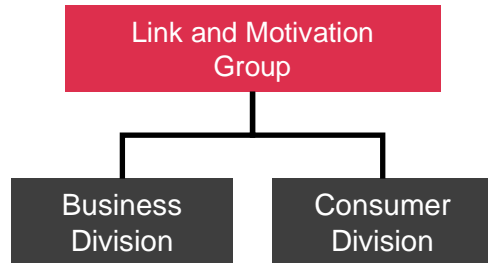 Link and Motivation
Group
Business
Division
Consumer
Division